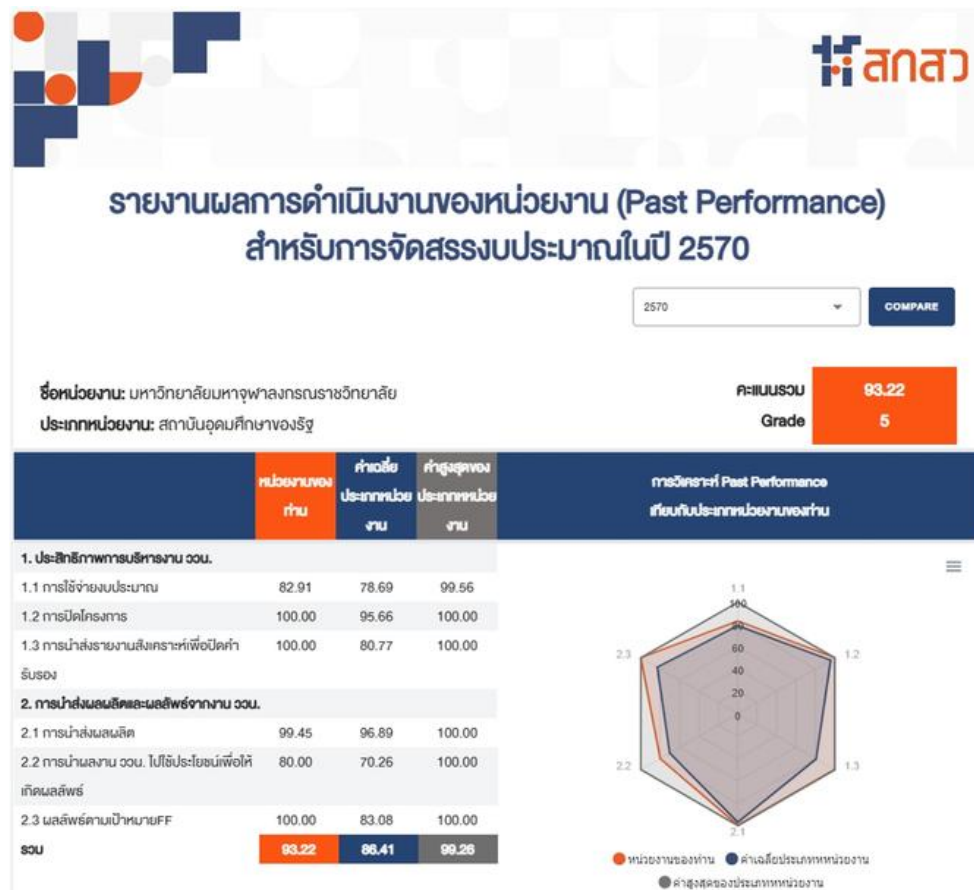 สกสว
รายงานผลการดำเนินงานของหน่วยงาน (Past Performance)
สำหรับการจัดสรรงบประมาณในปี 2570
2570
COMPARE
ชื่อหน่วยงาน: มหาวิทยาลัยมหาจุฬาลงกรณราชวิทยาลัย
ประเภทหน่วยงาน: สถาบันอุดมศึกษาของรัฐ
คะแนนรวม 93.22
Grade 5
หน่วยงานของ
ท่าน
ค่าเฉลี่ย
ประเภทหน่วย
งาน
ค่าสูงสุดของ
ประเภทหน่วย
งาน
การวิเคราะห์ Past Performance
เทียบกับประเภทหน่วยงานของท่าน
1. ประสิทธิภาพการบริหารงาน ววน.
1.1 การใช้จ่ายงบประมาณ 82.91 78.69 99.56
1.2 การปิดโครงการ 100.00 95.66 100.00
1.3 การนำส่งรายงานสังเคราะห์เพื่อปิดคำ 100.00 80.77 100.00
รับรอง
2. การนำส่งผลผลิตและผลลัพธ์จากงาน ววน.
2.1 การนำส่งผลผลิต 99.45 96.89 100.00
2.2 การนำผลงาน ววน. ไปใช้ประโยชน์เพื่อให้ 80.00 70.26 100.00
เกิดผลลัพธ์
2.3 ผลลัพธ์ตามเป้าหมายFF 100.00 83.08 100.00
รวม 93.22 86.41 99.26
1.1
100
80
2.3 60 1.2
40
20
0
2.2 1.3
2.1
หน่วยงานของท่าน ค่าเฉลี่ยประเภทหน่วยงาน
ค่าสูงสุดของประเภทหน่วยงาน